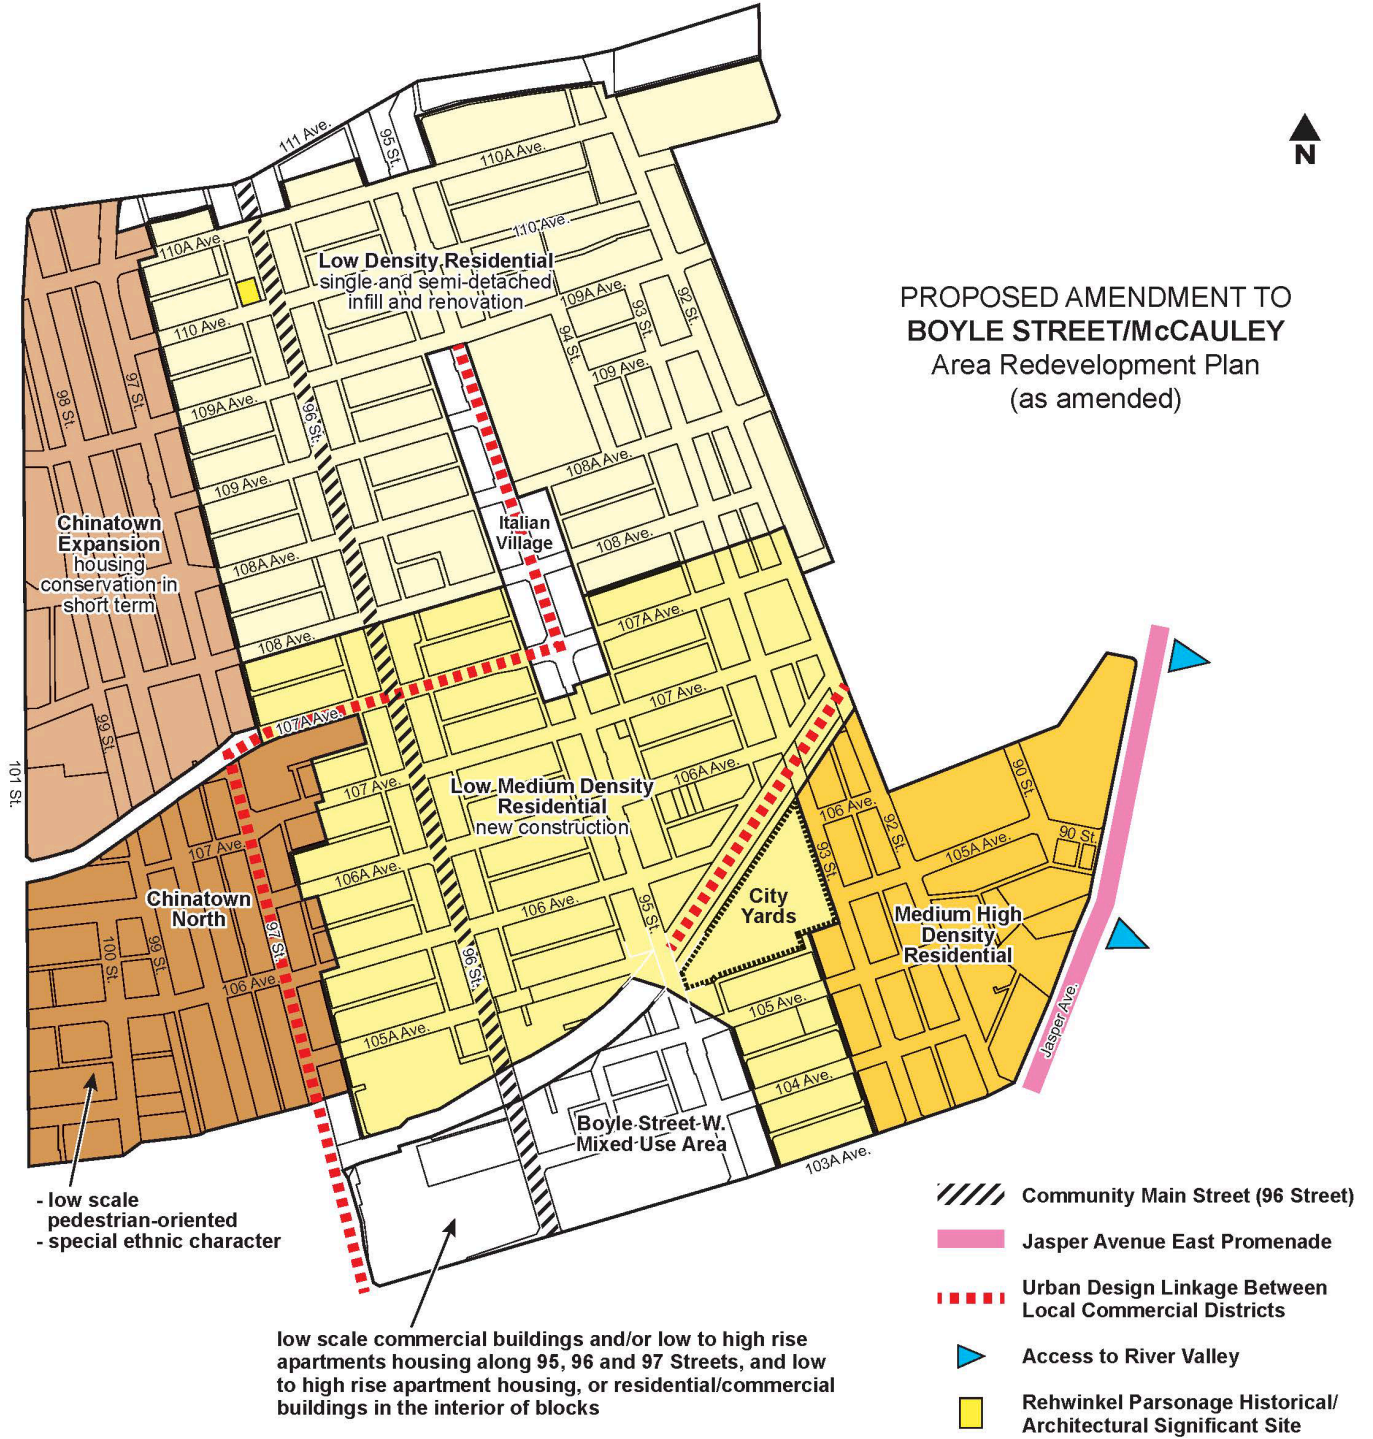 111 Ave.
95 St.
N
110A Ave.
110A Ave.
110 Ave.
Low Density Residential
single and semi-detached
infill and renovation
109A Ave.
92 St.
93 St.
94 St.
110 Ave.
PROPOSED AMENDMENT TO
BOYLE STREET/McCAULEY
Area Redevelopment Plan
(as amended)
97 St.
98 St.
109 Ave.
109A Ave.
96 St.
108A Ave.
109 Ave.
Chinatown
Expansion
housing
conservation in
short term
Italian
Village
108 Ave.
108A Ave.
107A Ave.
108 Ave.
107 Ave.
99 St.
107A Ave.
101 St.
107 Ave.
106A Ave.
Low Medium Density
Residential
new construction
90 St.
106 Ave.
92 St.
93 St.
105A Ave.
90 St.
107 Ave.
106A Ave.
Chinatown
North
106 Ave.
95 St.
City
Yards
Medium High
Density
Residential
97 St.
99 St.
100 St.
96 St.
106 Ave.
105 Ave.
Jasper Ave.
105A Ave.
104 Ave.
Boyle Street W.
Mixed Use Area
103A Ave.
- low scale
pedestrian-oriented
- special ethnic character
low scale commercial buildings and/or low to high rise
apartments housing along 95, 96 and 97 Streets, and low
to high rise apartment housing, or residential/commercial
buildings in the interior of blocks
Community Main Street (96 Street)
Jasper Avenue East Promenade
Urban Design Linkage Between
Local Commercial Districts
Access to River Valley
Rehwinkel Parsonage Historical/
Architectural Significant Site